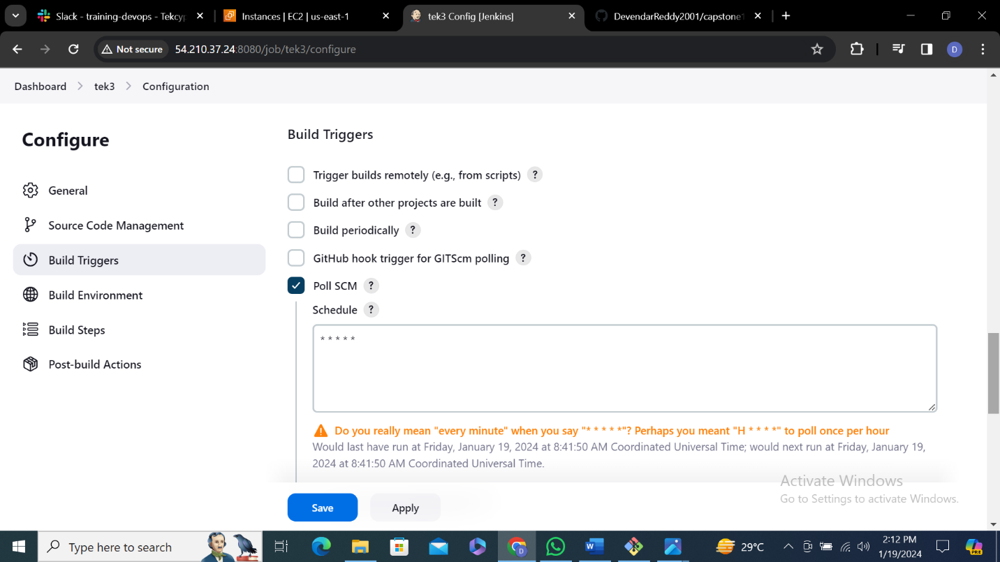 Slack - training-devops - Tekcyp
Instances | EC2 | us-east-1
tek3 Config [Jenkins]
DevendarReddy2001/capstone1
Not secure
54.210.37.24:8080/job/tek3/configure
D
Dashboard
tek3
Configuration
Configure
General
Source Code Management
Build Triggers
Build Environment
Build Steps
Post-build Actions
Build Triggers
Trigger builds remotely (e.g., from scripts) ?
Build after other projects are built ?
Build periodically ?
GitHub hook trigger for GITScm polling ?
Poll SCM ?
Schedule ?
* * * * *
Do you really mean "every minute" when you say "* * * * *"? Perhaps you meant "H * * * *" to poll once per hour
Would last have run at Friday, January 19, 2024 at 8:41:50 AM Coordinated Universal Time; would next run at Friday, January 19,
2024 at 8:41:50 AM Coordinated Universal Time.
Activate Windows
Go to Settings to activate Windows.
Save
Apply
Type here to search
29°C
2:12 PM
1/19/2024
PRE